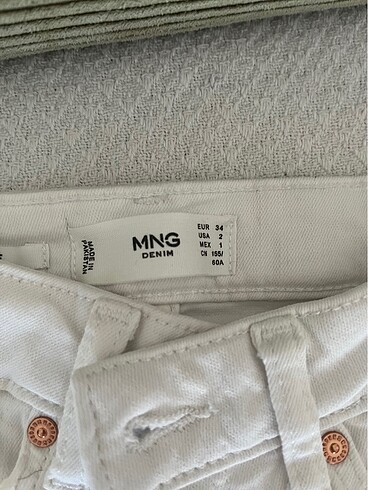 MNG
DENIM
MADE IN
PAKISTAN
EUR 34
USA 2
MEX 1
CN 155/
60A